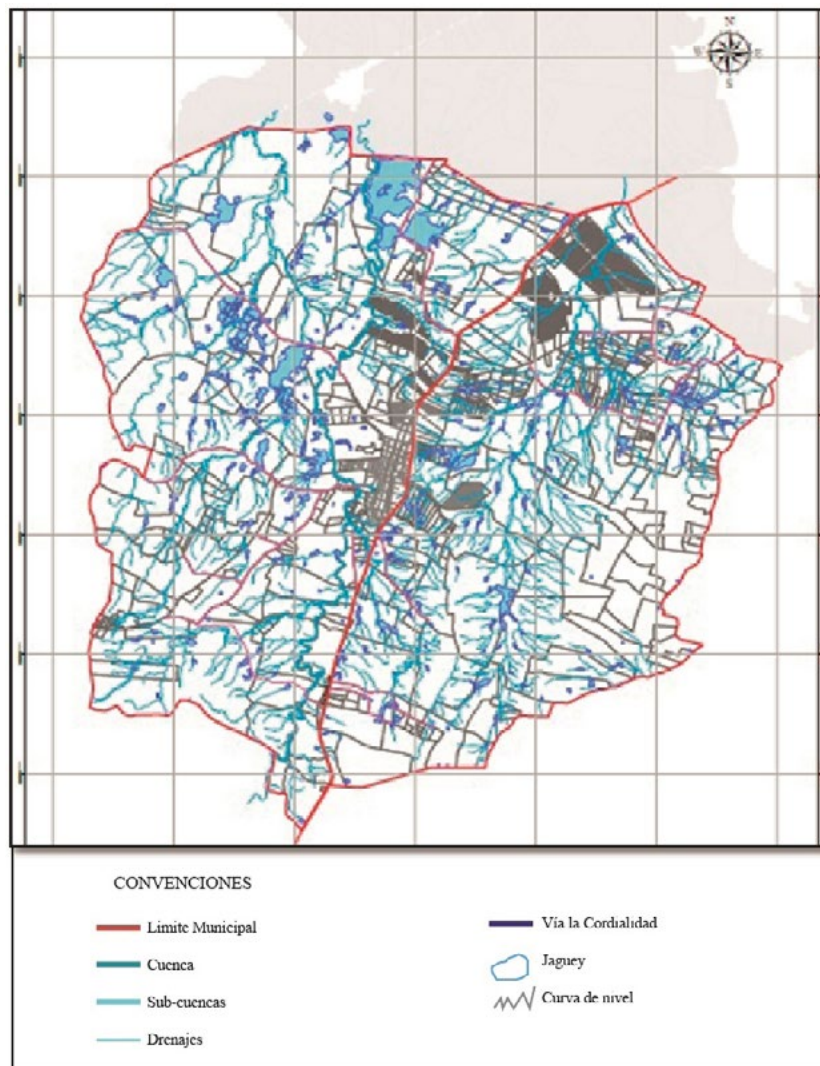 N
W E
S
CONVENCIONES
Limite Municipal
Cuenca
Sub-cuencas
Drenajes
Vía la Cordialidad
Jaguey
Curva de nivel